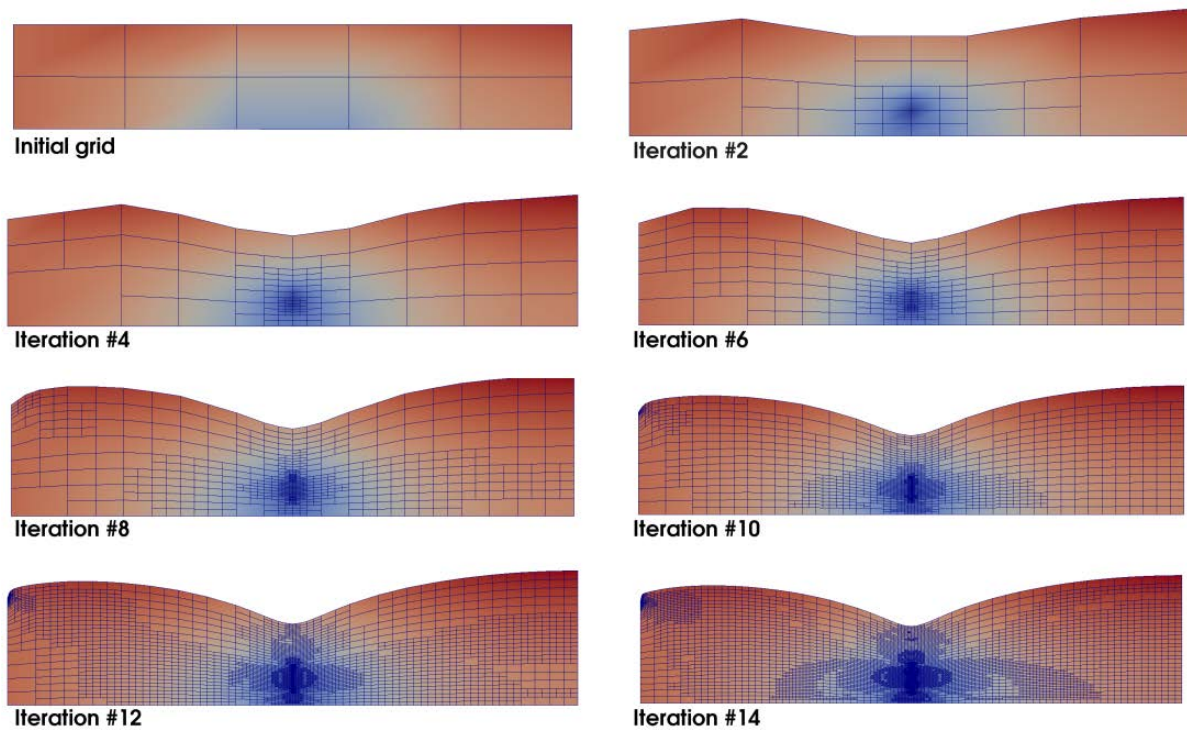 Initial grid
Iteration #2
Iteration #4
Iteration #6
Iteration #8
Iteration #10
Iteration #12
Iteration #14